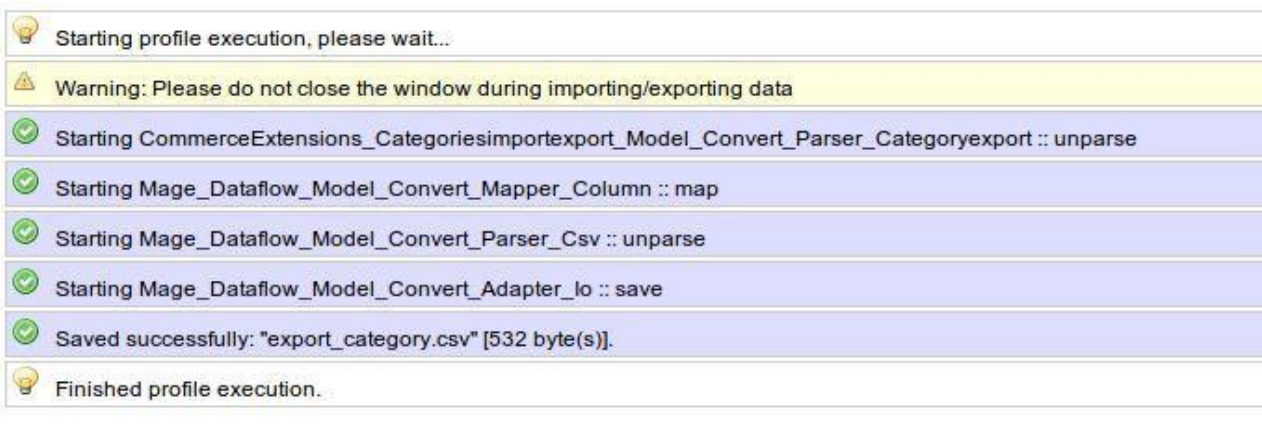 Starting profile execution, please wait...
Warning: Please do not close the window during importing/exporting data
Starting CommerceExtensions_Categoriesimportexport_Model_Convert_Parser_Categoryexport :: unparse
Starting Mage_Dataflow_Model_Convert_Mapper_Column :: map
Starting Mage_Dataflow_Model_Convert_Parser_Csv :: unparse
Starting Mage_Dataflow_Model_Convert_Adapter_Io :: save
Saved successfully: "export_category.csv" [532 byte(s)].
Finished profile execution.